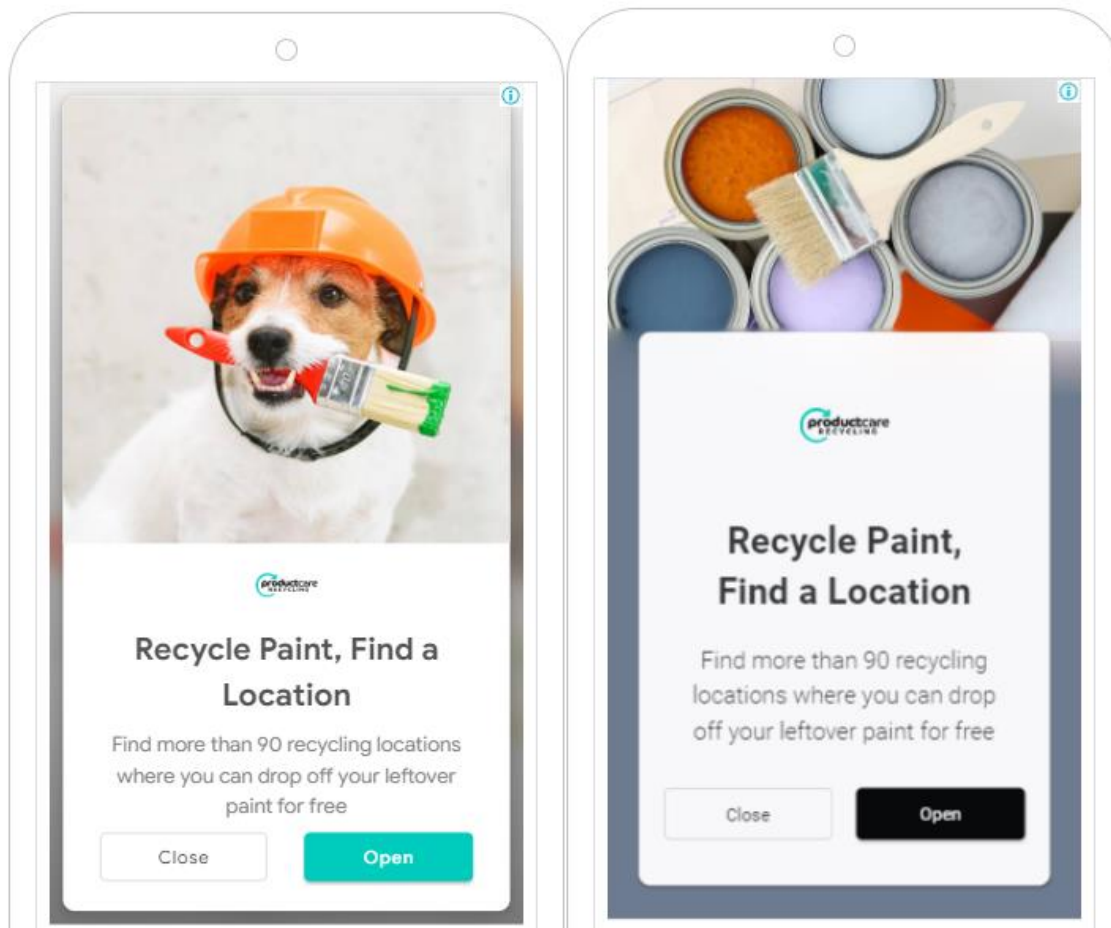 productcare
RECYCLING
Recycle Paint, Find a
Location
Find more than 90 recycling locations
where you can drop off your leftover
paint for free
Close
Open
productcare
RECYCLING
Recycle Paint,
Find a Location
Find more than 90 recycling
locations where you can drop
off your leftover paint for free
Close
Open